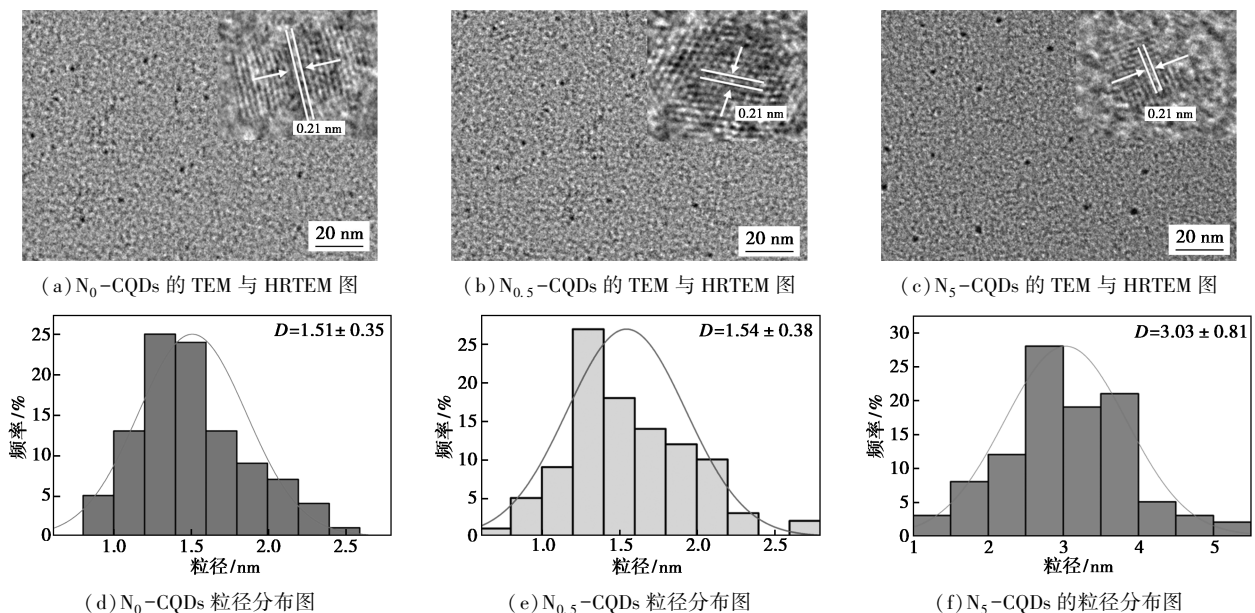 0.21 nm
20 nm
(a)N₀-CQDs 的 TEM 与 HRTEM 图
0.21 nm
20 nm
(b)N₀.₅-CQDs 的 TEM 与 HRTEM 图
0.21 nm
20 nm
(c)N₅-CQDs 的 TEM 与 HRTEM 图
D=1.51± 0.35
频率/%
25
20
15
10
5
0
1.0 1.5 2.0 2.5
粒径/nm
(d)N₀-CQDs 粒径分布图
D=1.54± 0.38
频率/%
25
20
15
10
5
0
1.0 1.5 2.0 2.5
粒径/nm
(e)N₀.₅-CQDs 粒径分布图
D=3.03± 0.81
频率/%
30
25
20
15
10
5
0
1 2 3 4 5
粒径/nm
(f)N₅-CQDs 的粒径分布图